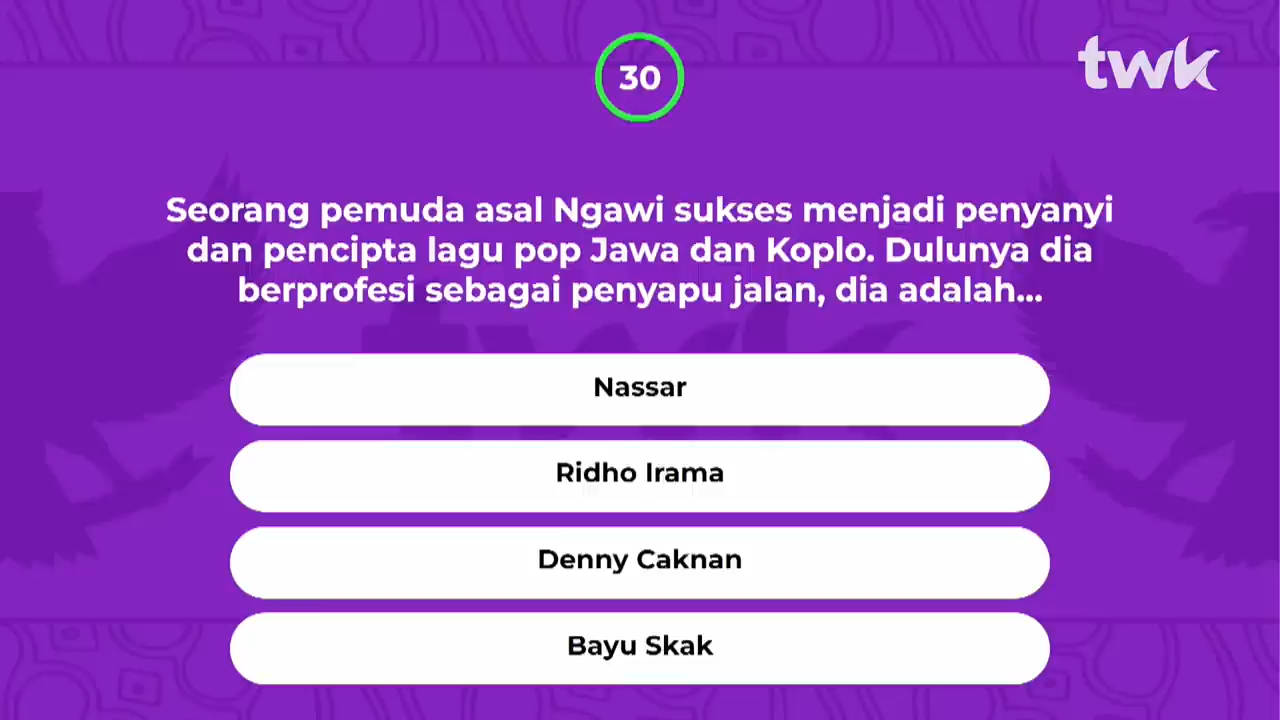 30
twk
Seorang pemuda asal Ngawi sukses menjadi penyanyi
dan pencipta lagu pop Jawa dan Koplo. Dulunya dia
berprofesi sebagai penyapu jalan, dia adalah...
Nassar
Ridho Irama
Denny Caknan
Bayu Skak